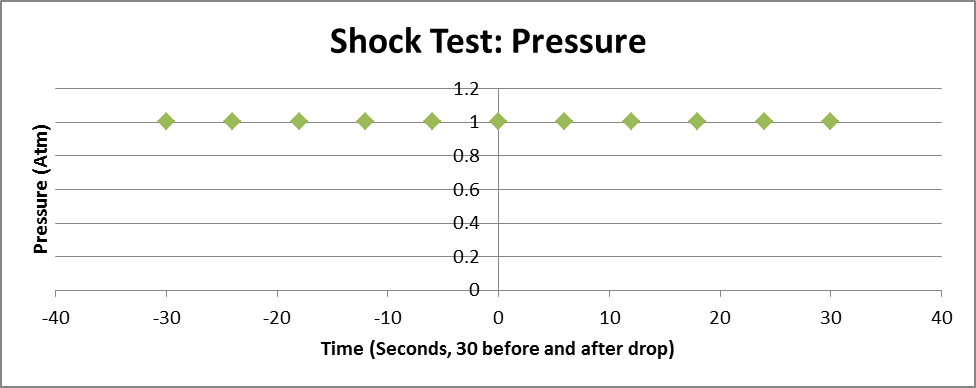 Shock Test: Pressure
1.2
1
0.8
0.6
0.4
0.2
0
Pressure (Atm)
-40 -30 -20 -10 0 10 20 30 40
Time (Seconds, 30 before and after drop)